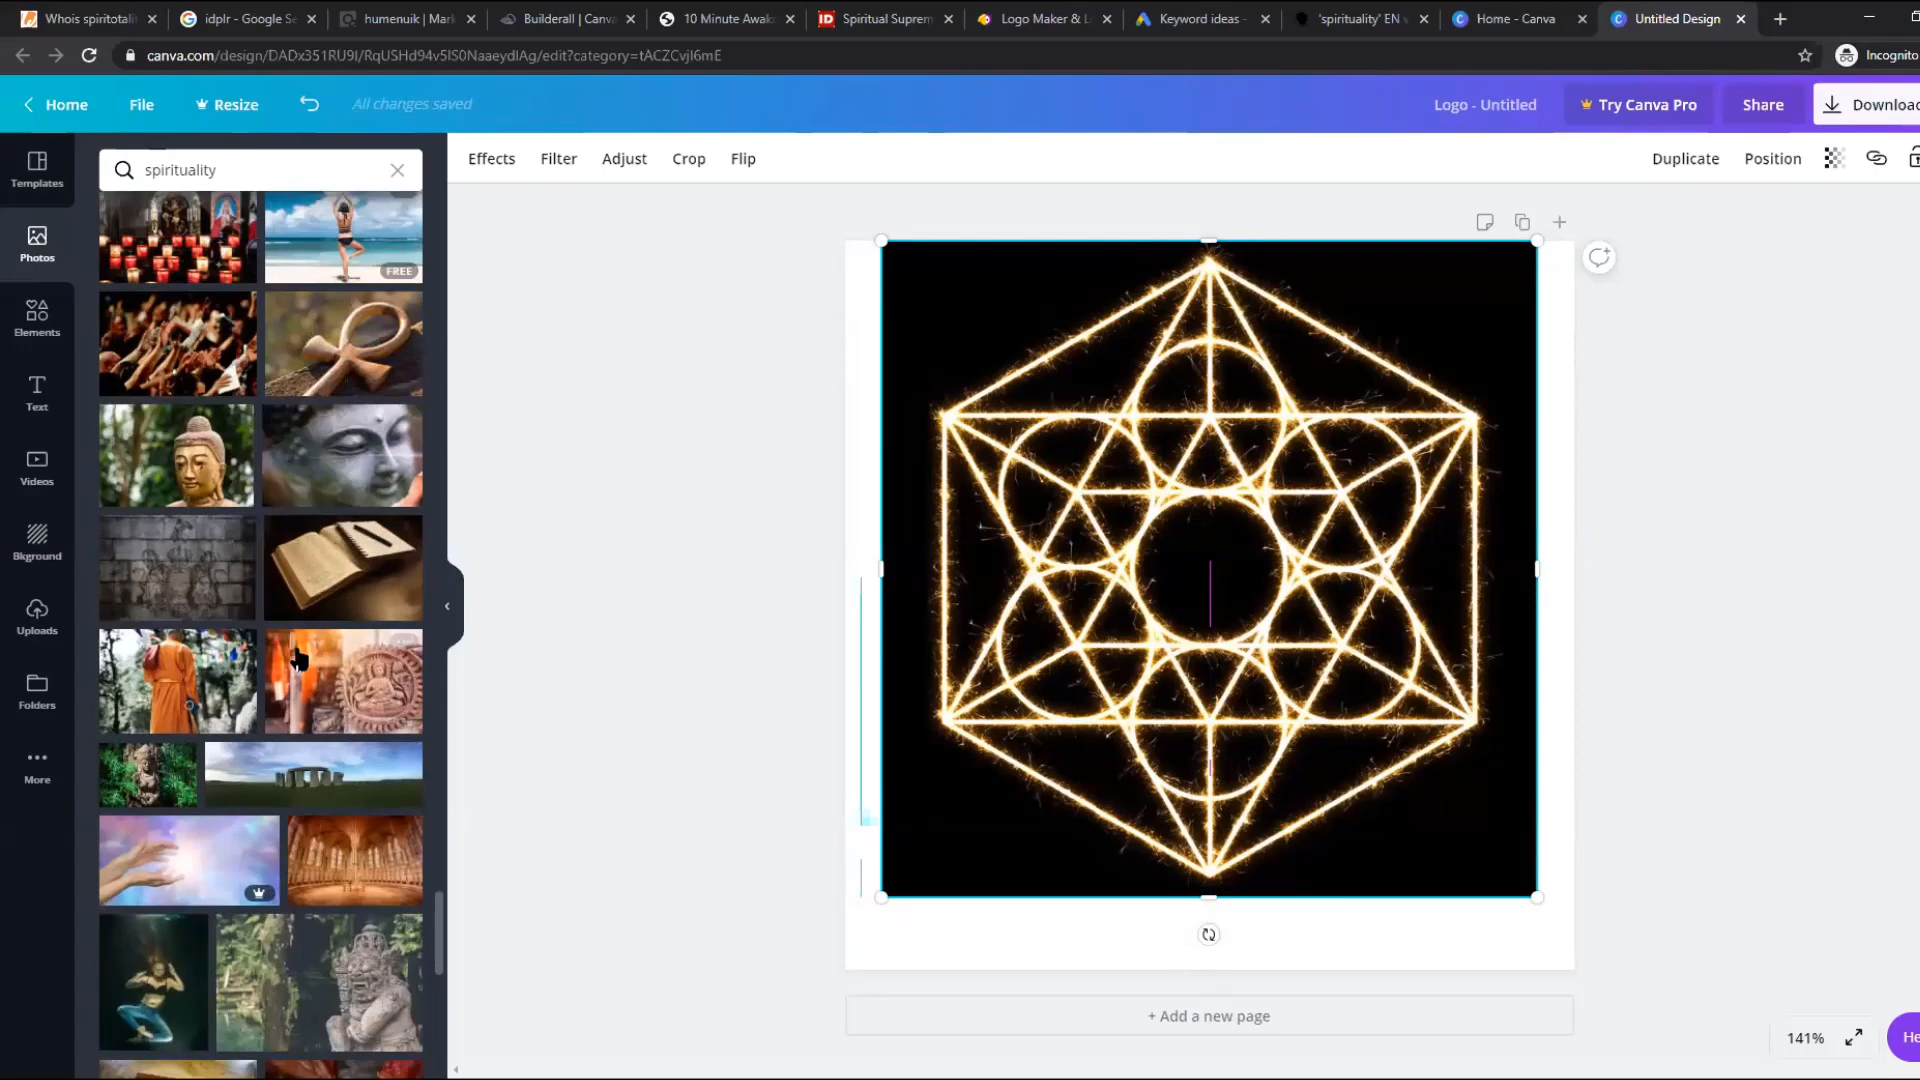 Whois spiritotali
idplr - Google Se
humenuik | Mark
Builderall | Canva
10 Minute Awak
Spiritual Suprem
Logo Maker & L
Keyword ideas -
'spirituality' EN
Home - Canva
Untitled Design
canva.com/design/DADx351RU9I/RqUSHd94v5lS0NaaeydlAg/edit?category=tACZCvjI6mE
Incognito
Home
File
Resize
All changes saved
Logo - Untitled
Try Canva Pro
Share
Download
Templates
Photos
Elements
Text
Videos
Bkground
Uploads
Folders
More
spirituality
FREE
Effects
Filter
Adjust
Crop
Flip
Duplicate
Position
+ Add a new page
141%
He